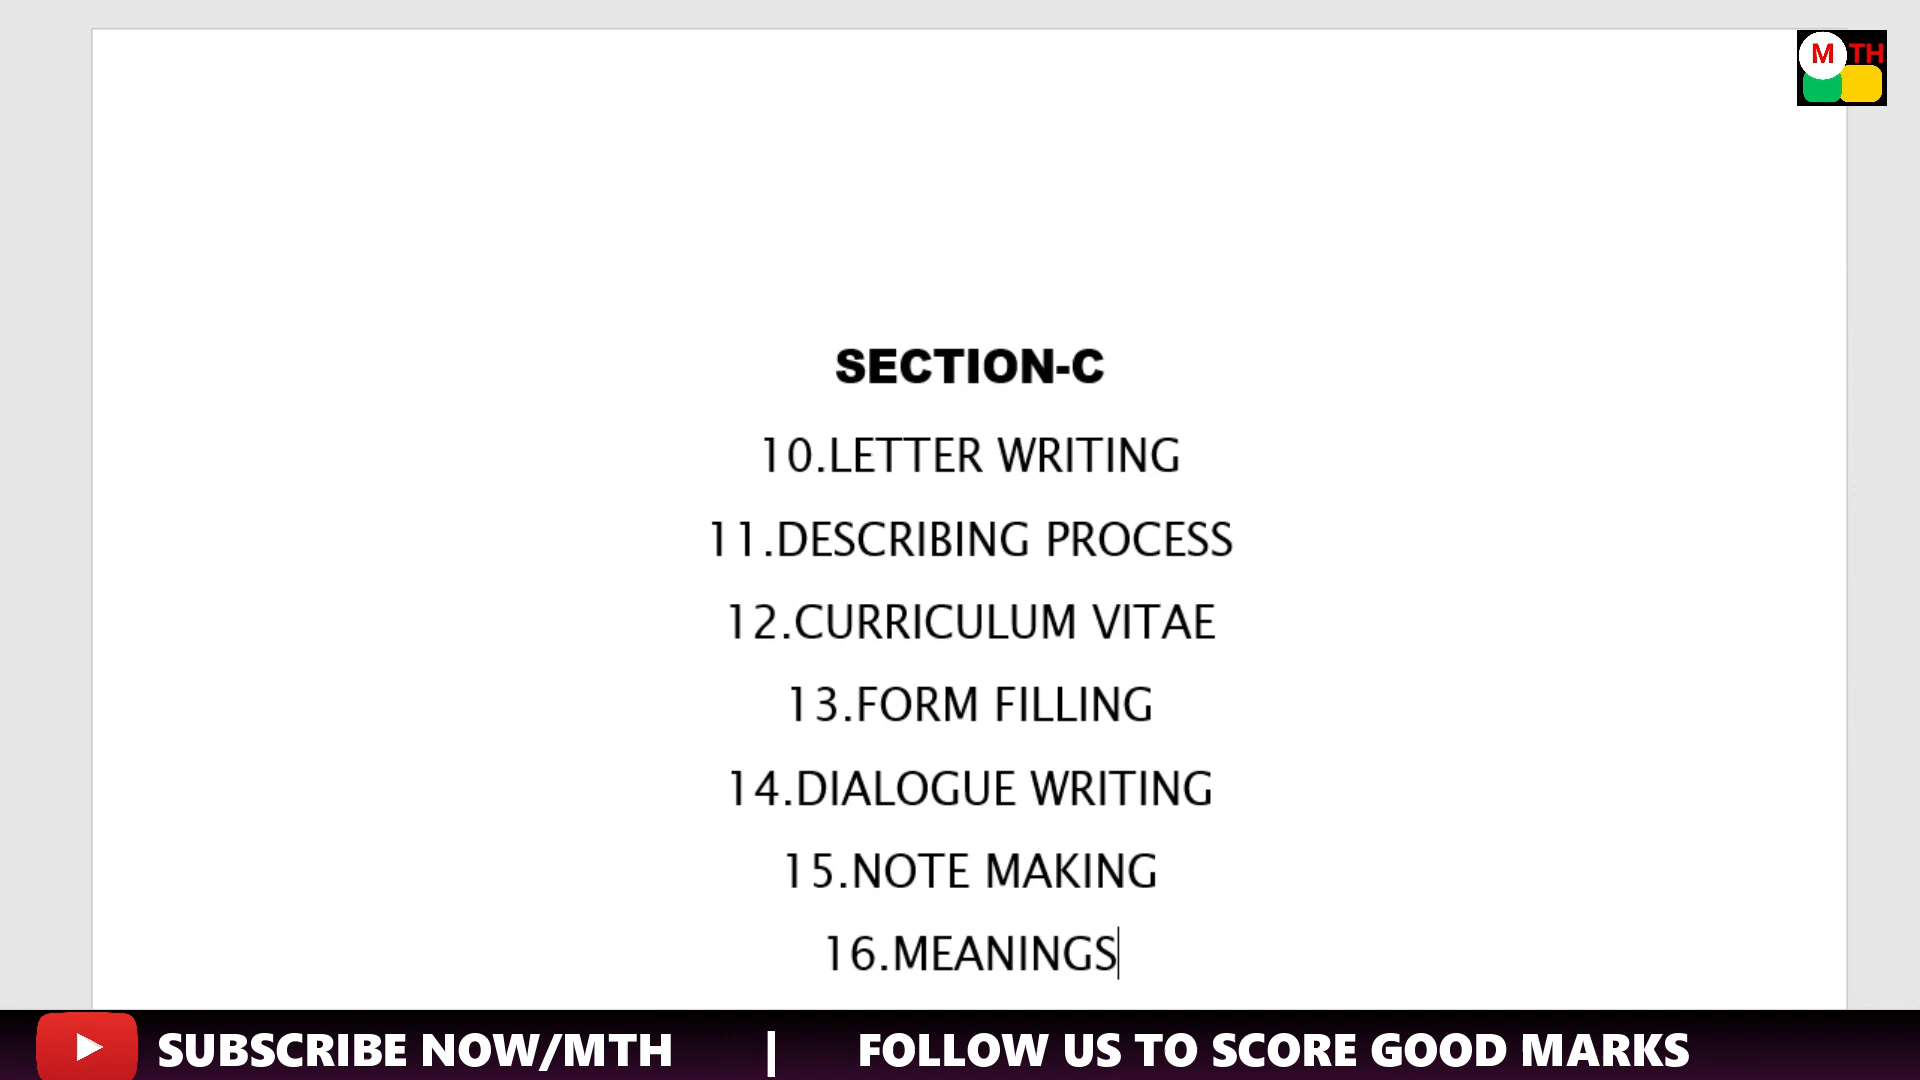 M TH
SECTION-C
10.LETTER WRITING
11.DESCRIBING PROCESS
12.CURRICULUM VITAE
13.FORM FILLING
14.DIALOGUE WRITING
15.NOTE MAKING
16.MEANINGS
SUBSCRIBE NOW/MTH | FOLLOW US TO SCORE GOOD MARKS